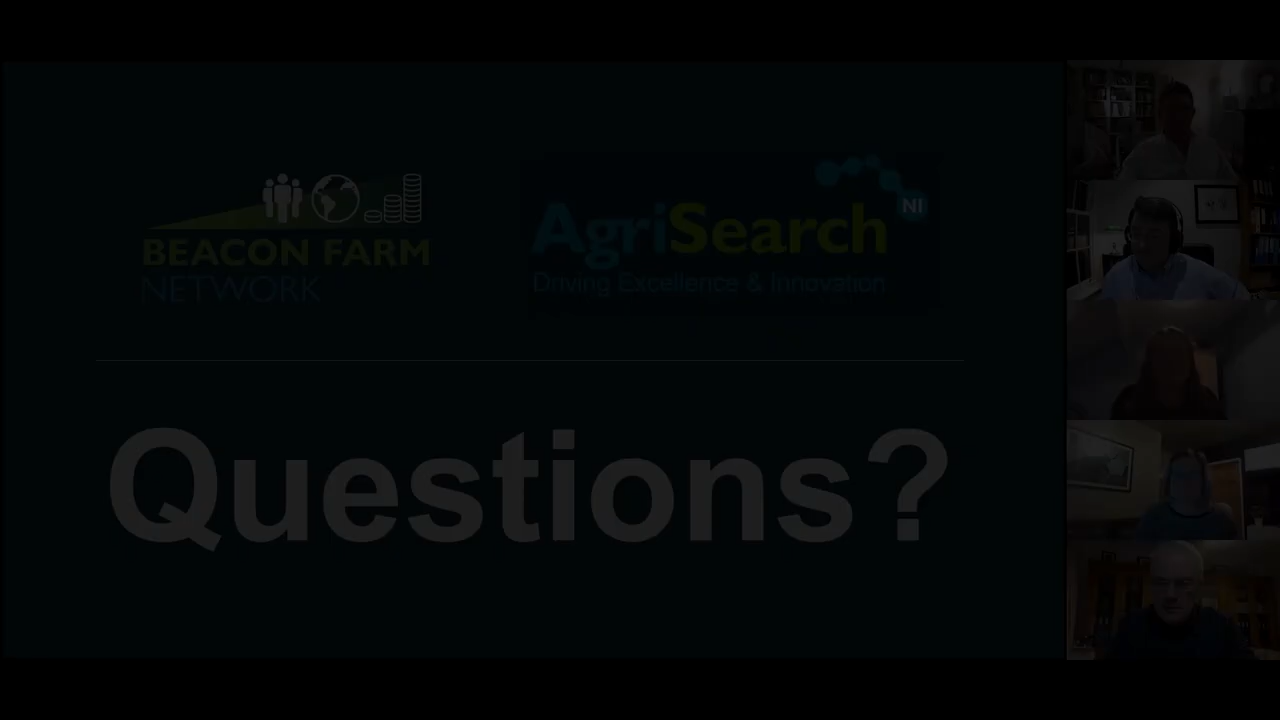 BEACON FARM
NETWORK
AgriSearch
NI
Driving Excellence & Innovation
Questions?